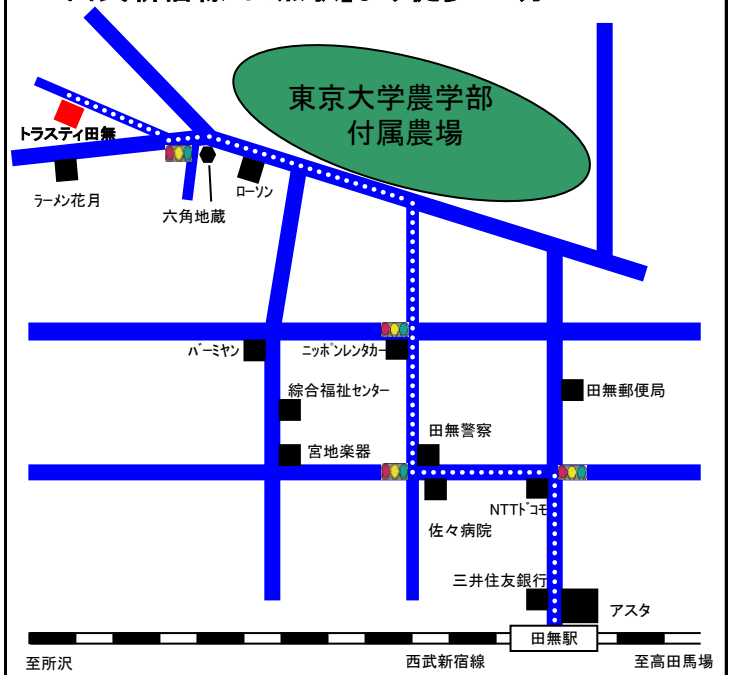 東京大学農学部
付属農場
トラスティ田無
ラーメン花月
六角地蔵
ローソン
バーミヤン
ニッポンレンタカー
綜合福祉センター
田無郵便局
宮地楽器
田無警察
NTTドコモ
佐々病院
三井住友銀行
アスタ
田無駅
至所沢
西武新宿線
至高田馬場